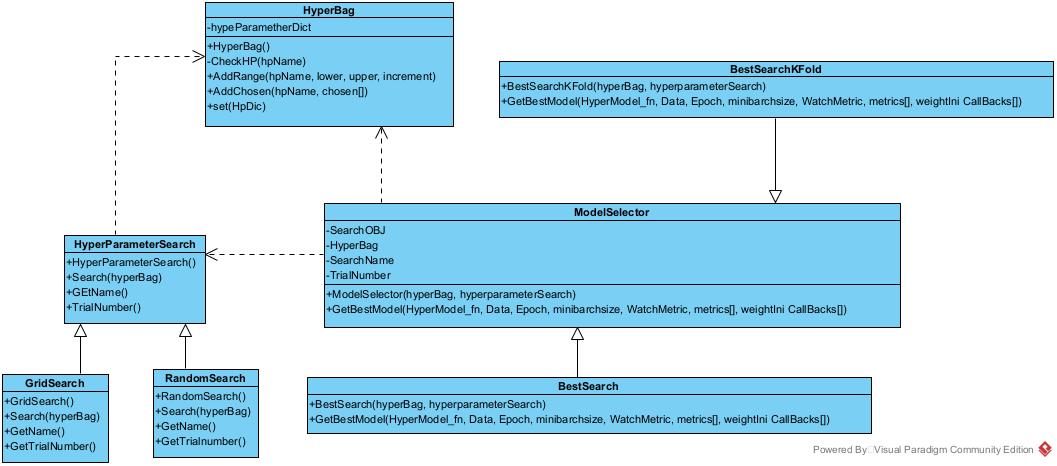 HyperBag
-hypeParametherDict
+HyperBag()
-CheckHP(hpName)
+AddRange(hpName, lower, upper, increment)
+AddChosen(hpName, chosen[])
+set(HpDic)
BestSearchKFold
+BestSearchKFold(hyperBag, hyperparameterSearch)
+GetBestModel(HyperModel_fn, Data, Epoch, minibarchsize, WatchMetric, metrics[], weightIni CallBacks[])
ModelSelector
-SearchOBJ
-HyperBag
-SearchName
-TrialNumber
+ModelSelector(hyperBag, hyperparameterSearch)
+GetBestModel(HyperModel_fn, Data, Epoch, minibarchsize, WatchMetric, metrics[], weightIni CallBacks[])
HyperParameterSearch
+HyperParameterSearch()
+Search(hyperBag)
+GEtName()
+TrialNumber()
GridSearch
+GridSearch()
+Search(hyperBag)
+GetName()
+GetTrialNumber()
RandomSearch
+RandomSearch()
+Search(hyperBag)
+GetName()
+GetTrialnumber()
BestSearch
+BestSearch(hyperBag, hyperparameterSearch)
+GetBestModel(HyperModel_fn, Data, Epoch, minibarchsize, WatchMetric, metrics[], weightIni CallBacks[])
Powered By Visual Paradigm Community Edition